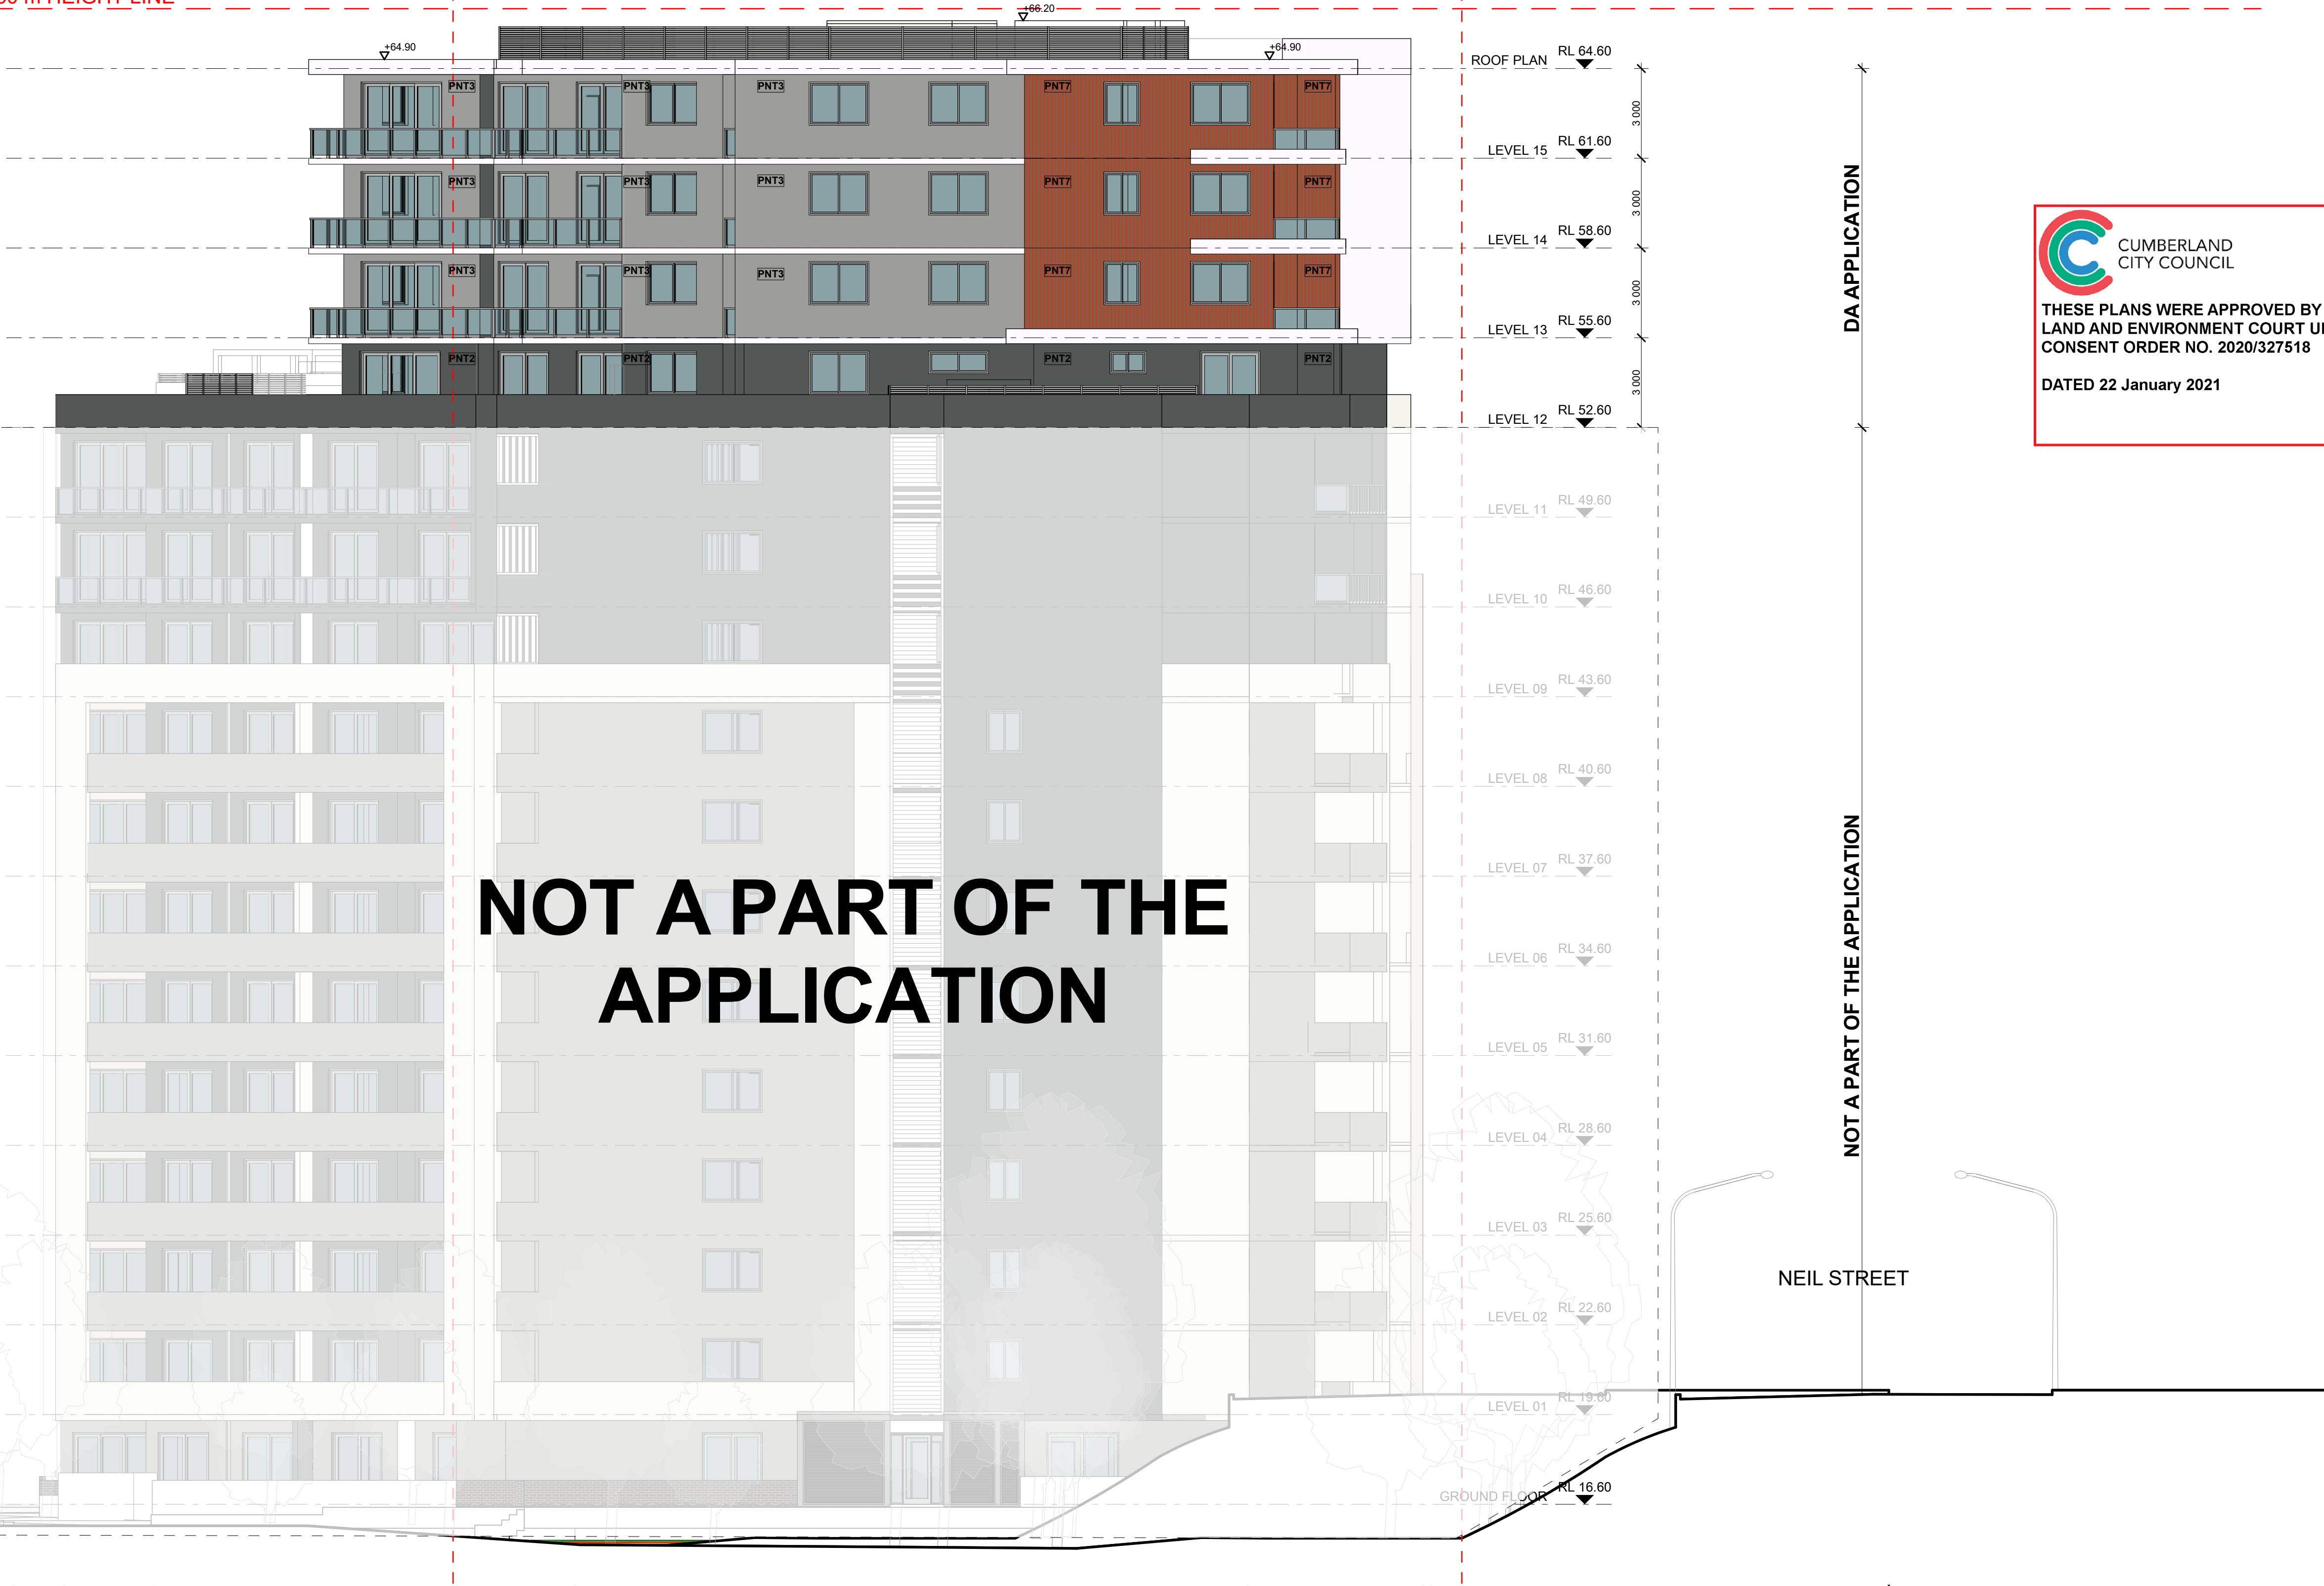 HEIGHT LINE
+66.20
+64.90
+64.90
ROOF PLAN
RL 64.60
PNT3
PNT3
PNT3
PNT7
PNT7
3 000
LEVEL 15
RL 61.60
PNT3
PNT3
PNT3
PNT7
PNT7
3 000
LEVEL 14
RL 58.60
PNT3
PNT3
PNT3
PNT7
PNT7
3 000
LEVEL 13
RL 55.60
PNT2
PNT2
PNT2
PNT2
3 000
LEVEL 12
RL 52.60
DA APPLICATION
CUMBERLAND
CITY COUNCIL
THESE PLANS WERE APPROVED BY
LAND AND ENVIRONMENT COURT
CONSENT ORDER NO. 2020/327518
DATED 22 January 2021
LEVEL 11
RL 49.60
LEVEL 10
RL 46.60
LEVEL 09
RL 43.60
LEVEL 08
RL 40.60
LEVEL 07
RL 37.60
NOT A PART OF THE
APPLICATION
LEVEL 06
RL 34.60
LEVEL 05
RL 31.60
LEVEL 04
RL 28.60
NOT A PART OF THE APPLICATION
LEVEL 03
RL 25.60
NEIL STREET
LEVEL 02
RL 22.60
LEVEL 01
RL 19.60
GROUND FLOOR
RL 16.60